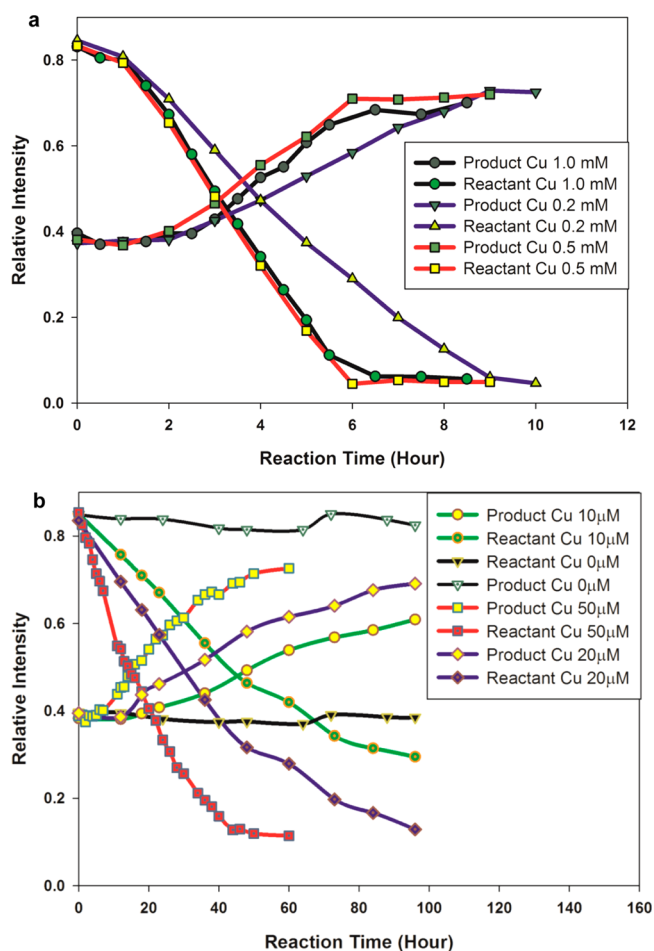 a
0.8
0.6
0.4
0.2
0.0
Relative Intensity
Product Cu 1.0 mM
Reactant Cu 1.0 mM
Product Cu 0.2 mM
Reactant Cu 0.2 mM
Product Cu 0.5 mM
Reactant Cu 0.5 mM
0 2 4 6 8 10 12
Reaction Time (Hour)
b
0.8
0.6
0.4
0.2
0.0
Relative Intensity
Product Cu 10μM
Reactant Cu 10μM
Reactant Cu 0μM
Product Cu 0μM
Product Cu 50μM
Reactant Cu 50μM
Product Cu 20μM
Reactant Cu 20μM
0 20 40 60 80 100 120 140 160
Reaction Time (Hour)